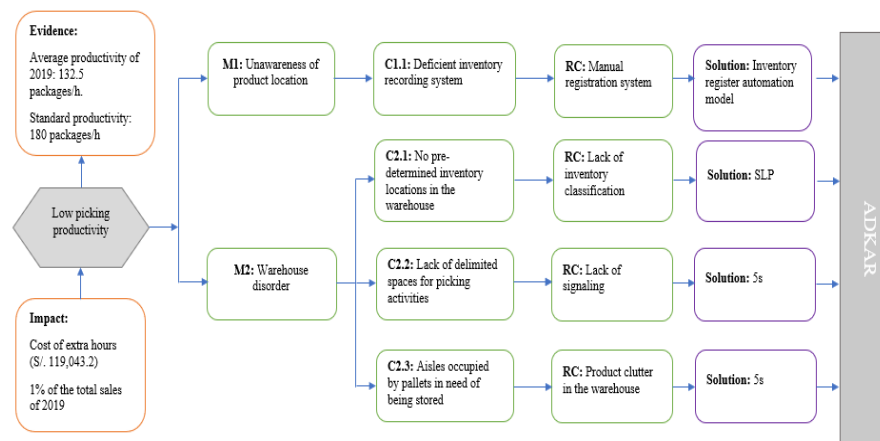 Evidence:
Average productivity of
2019: 132.5
packages/h.
Standard productivity:
180 packages/h
Low picking
productivity
Impact:
Cost of extra hours
(S/. 119,043.2)
1% of the total sales
of 2019
M1: Unawareness of
product location
M2: Warehouse
disorder
C1.1: Deficient inventory
recording system
C2.1: No pre-
determined inventory
locations in the
warehouse
C2.2: Lack of delimited
spaces for picking
activities
C2.3: Aisles occupied
by pallets in need of
being stored
RC: Manual
registration system
RC: Lack of
inventory
classification
RC: Lack of
signaling
RC: Product clutter
in the warehouse
Solution: Inventory
register automation
model
Solution: SLP
Solution: 5s
Solution: 5s
ADKAR